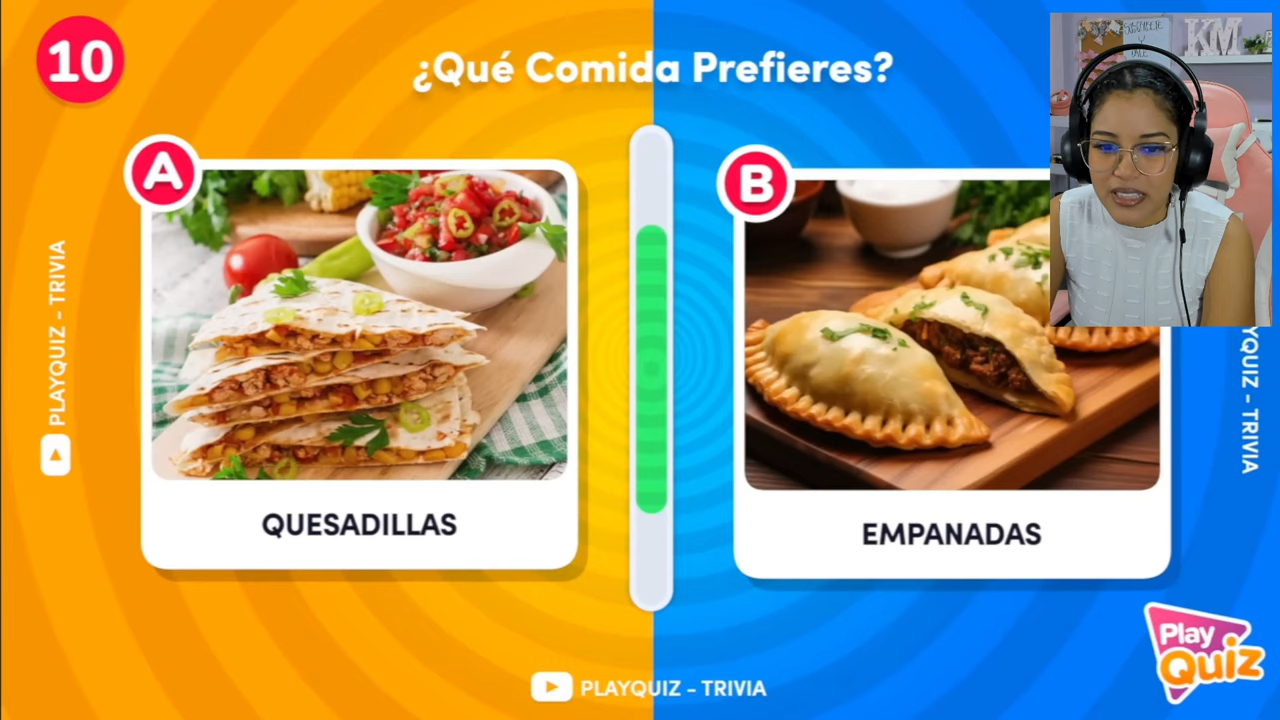 10
¿Qué Comida Prefieres?
A
B
QUESADILLAS
EMPANADAS
PLAYQUIZ - TRIVIA
YQUIZ - TRIVIA
PLAYQUIZ - TRIVIA
Play
Quiz
KM